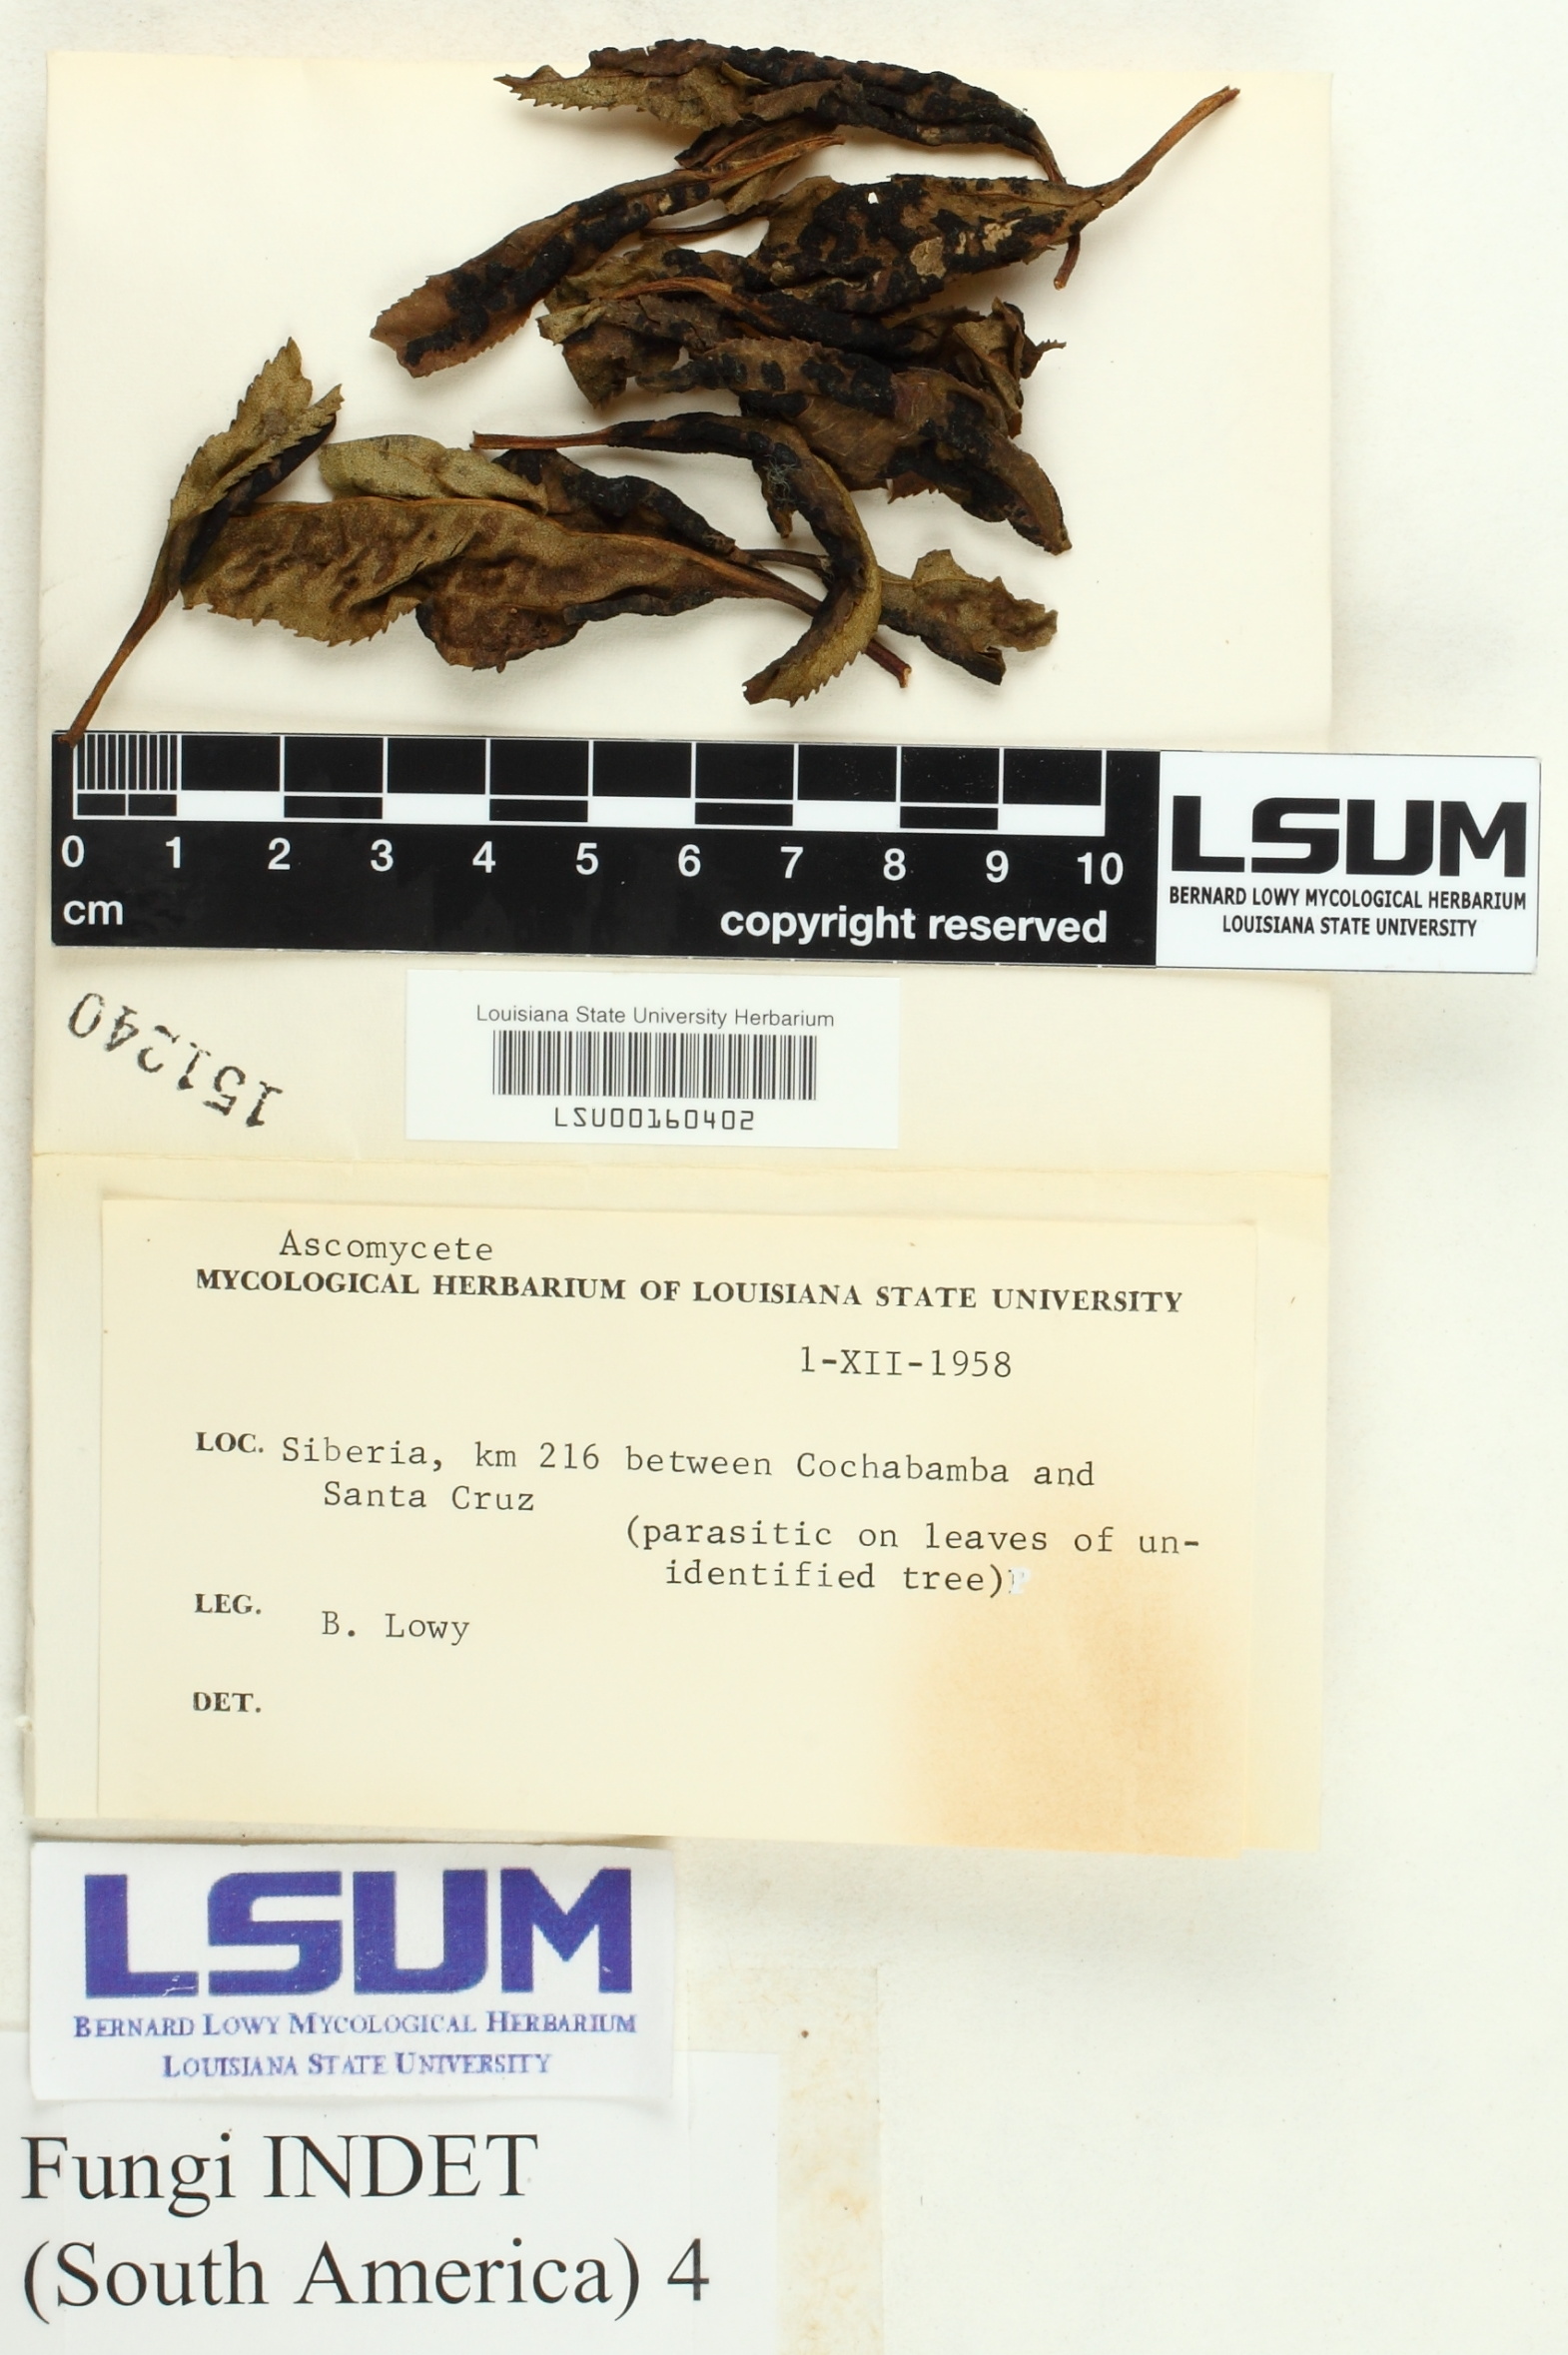 0 1 2 3 4 5 6 7 8 9 10
cm
copyright reserved
LSUM
BERNARD LOWY MYCOLOGICAL HERBARIUM
LOUISIANA STATE UNIVERSITY
151240
Louisiana State University Herbarium
LSU00160402
Ascomycete
MYCOLOGICAL HERBARIUM OF LOUISIANA STATE UNIVERSITY
1-XII-1958
LOC. Siberia, km 216 between Cochabamba and
Santa Cruz
(parasitic on leaves of un-
identified tree)
LEG.
B. Lowy
DET.
LSUM
BERNARD LOWY MYCOLOGICAL HERBARIUM
LOUISIANA STATE UNIVERSITY
Fungi INDET
(South America) 4